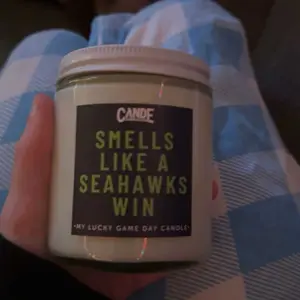 CANDE
SMELLS
LIKE A
SEAHAWKS
WIN
•MY LUCKY GAME DAY CANDLE•